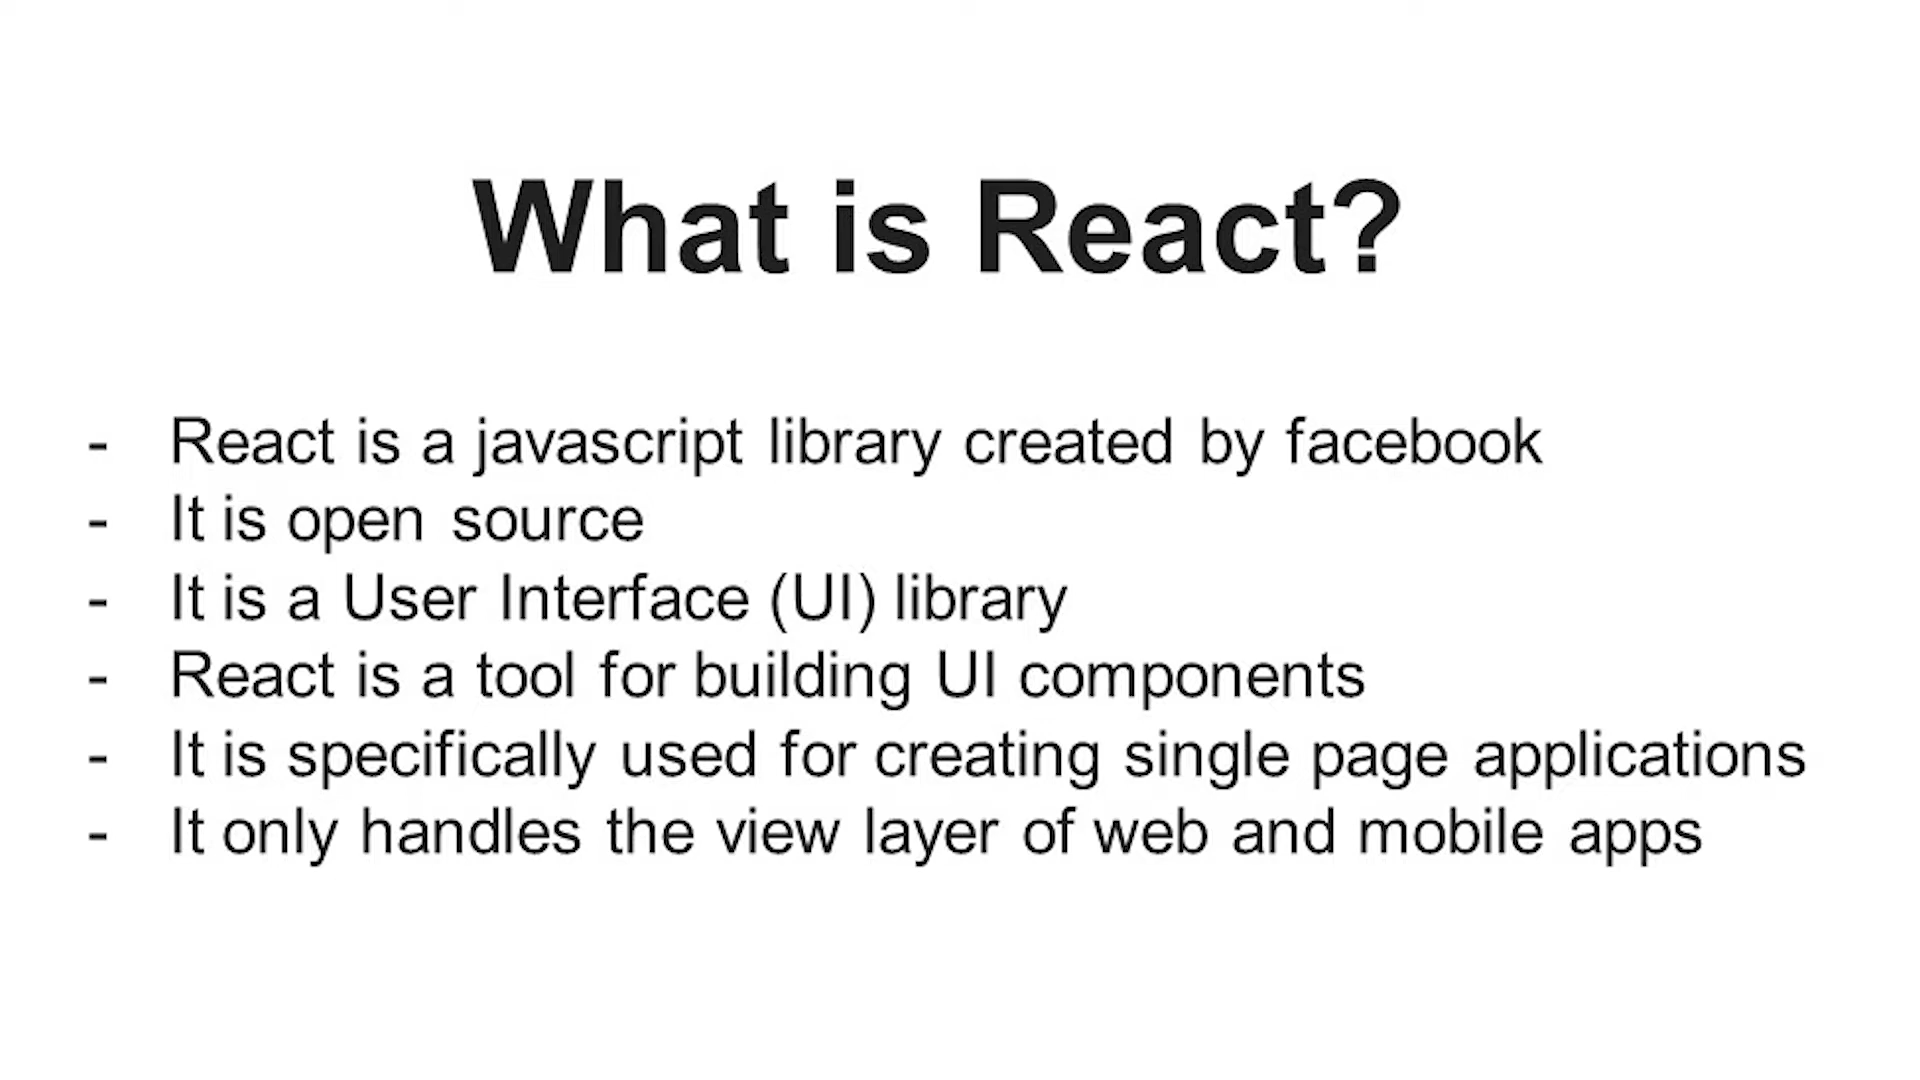 What is React?
- React is a javascript library created by facebook
- It is open source
- It is a User Interface (UI) library
- React is a tool for building UI components
- It is specifically used for creating single page applications
- It only handles the view layer of web and mobile apps